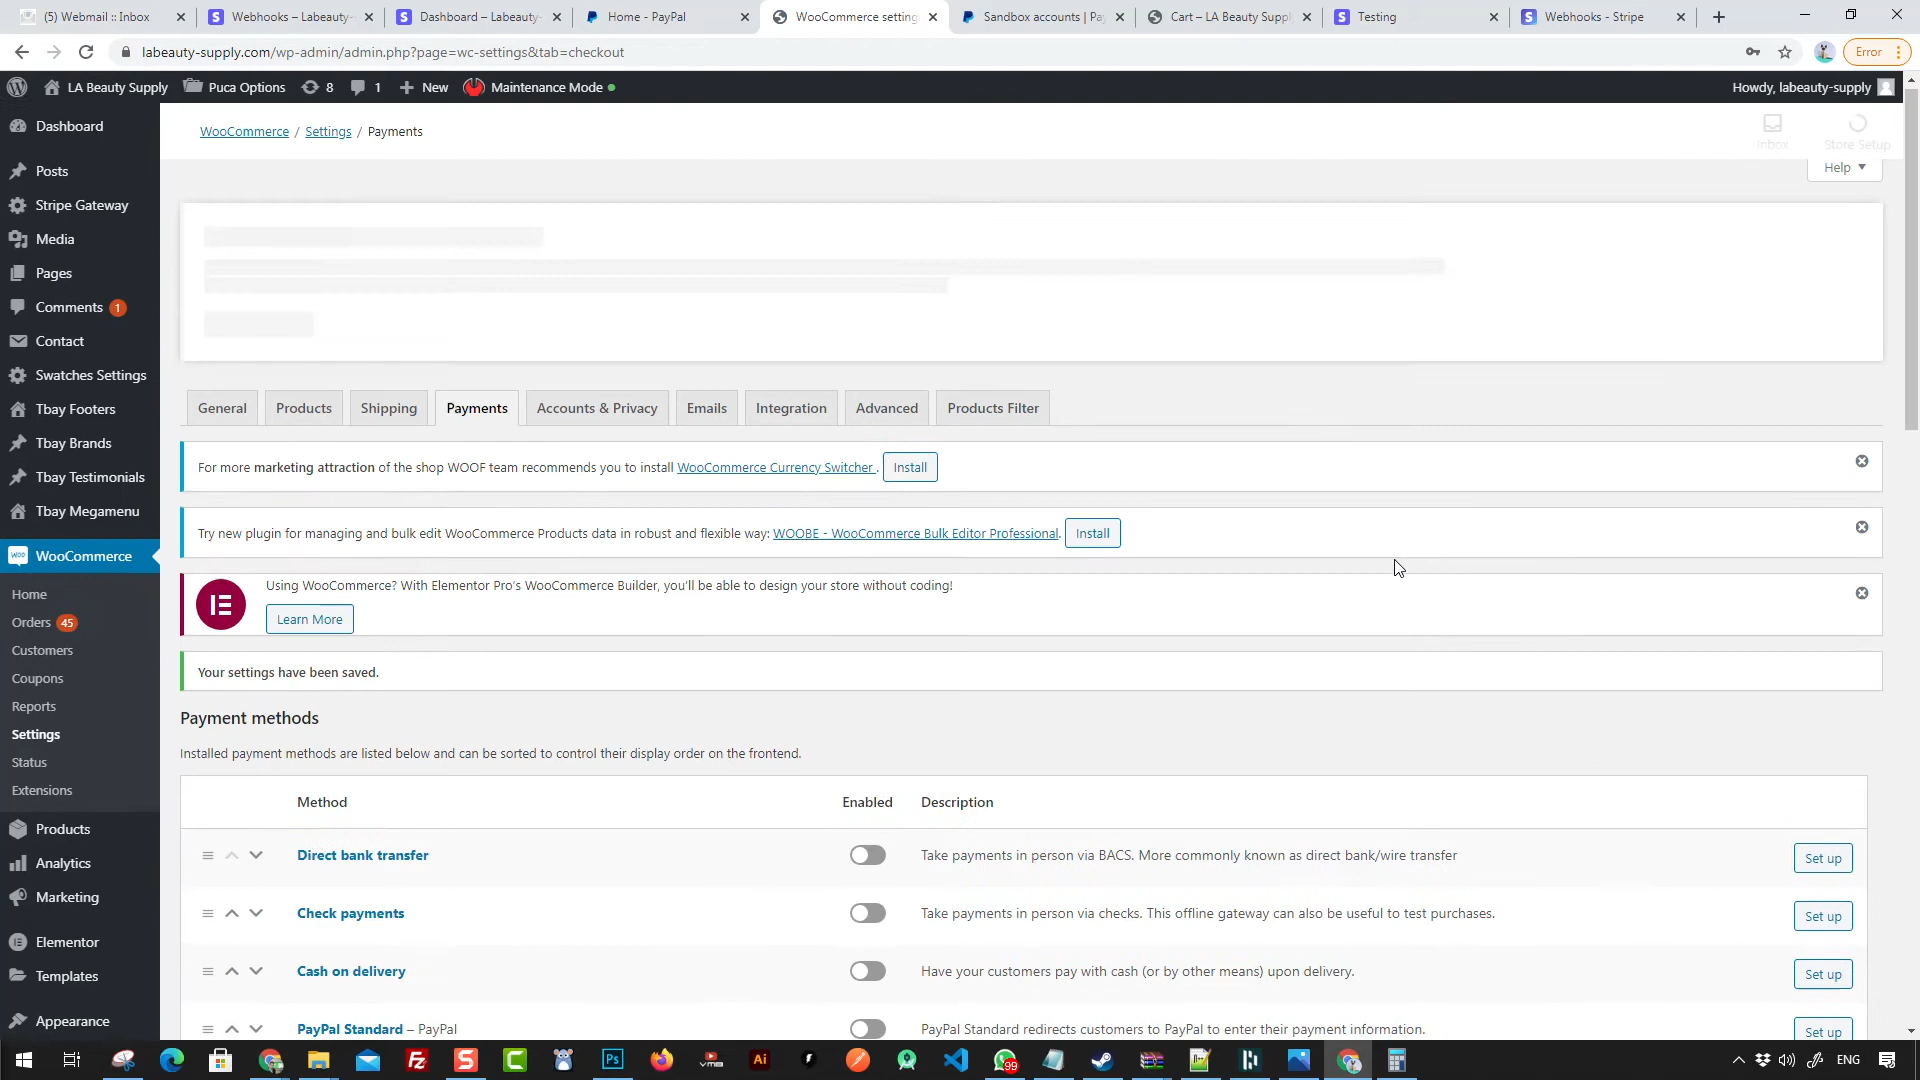 (5) Webmail :: Inbox
Webhooks – Labeauty-
Dashboard – Labeauty-
Home - PayPal
WooCommerce setting
Sandbox accounts | Pay
Cart – LA Beauty Supply
Testing
Webhooks - Stripe
labeauty-supply.com/wp-admin/admin.php?page=wc-settings&tab=checkout
Error
LA Beauty Supply
Puca Options
8
1
New
Maintenance Mode
Howdy, labeauty-supply
Dashboard
Posts
Stripe Gateway
Media
Pages
Comments 1
Contact
Swatches Settings
Tbay Footers
Tbay Brands
Tbay Testimonials
Tbay Megamenu
WooCommerce
Home
Orders 45
Customers
Coupons
Reports
Settings
Status
Extensions
Products
Analytics
Marketing
Elementor
Templates
Appearance
WooCommerce / Settings / Payments
Inbox
Store Setup
Help
General
Products
Shipping
Payments
Accounts & Privacy
Emails
Integration
Advanced
Products Filter
For more marketing attraction of the shop WOOF team recommends you to install WooCommerce Currency Switcher . Install
Try new plugin for managing and bulk edit WooCommerce Products data in robust and flexible way: WOOBE - WooCommerce Bulk Editor Professional. Install
Using WooCommerce? With Elementor Pro's WooCommerce Builder, you'll be able to design your store without coding!
Learn More
Your settings have been saved.
Payment methods
Installed payment methods are listed below and can be sorted to control their display order on the frontend.
Method Enabled Description
Direct bank transfer Take payments in person via BACS. More commonly known as direct bank/wire transfer Set up
Check payments Take payments in person via checks. This offline gateway can also be useful to test purchases. Set up
Cash on delivery Have your customers pay with cash (or by other means) upon delivery. Set up
PayPal Standard – PayPal PayPal Standard redirects customers to PayPal to enter their payment information. Set up
ENG